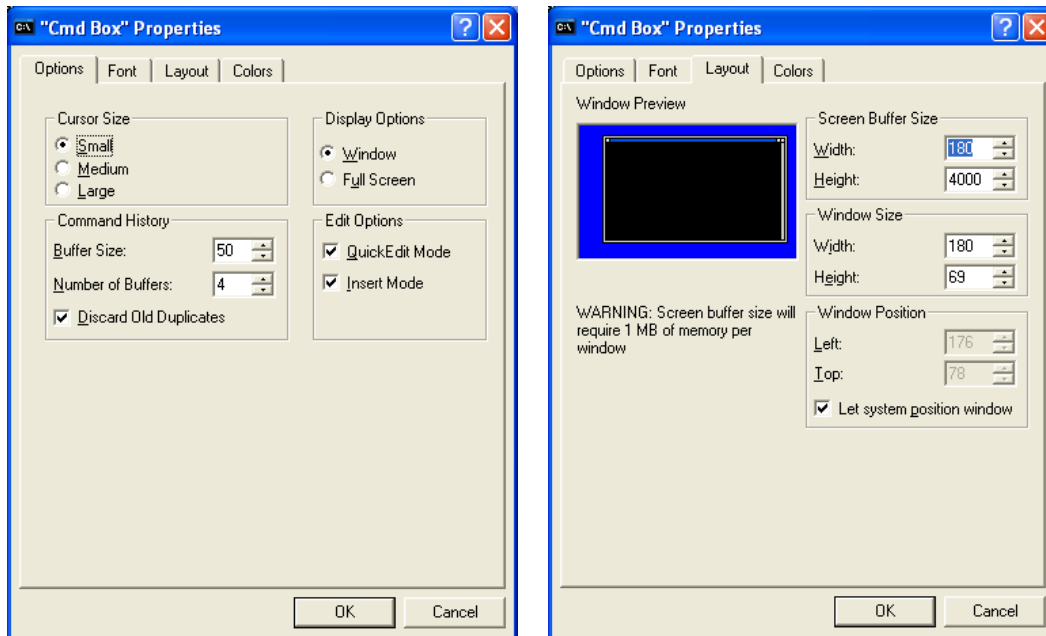 "Cmd Box" Properties
Options Font Layout Colors
Cursor Size
Small
Medium
Large
Display Options
Window
Full Screen
Command History
Buffer Size: 50
Number of Buffers: 4
Discard Old Duplicates
Edit Options
QuickEdit Mode
Insert Mode
OK Cancel
"Cmd Box" Properties
Options Font Layout Colors
Window Preview
WARNING: Screen buffer size will
require 1 MB of memory per
window
Screen Buffer Size
Width: 180
Height: 4000
Window Size
Width: 180
Height: 69
Window Position
Left: 176
Top: 78
Let system position window
OK Cancel